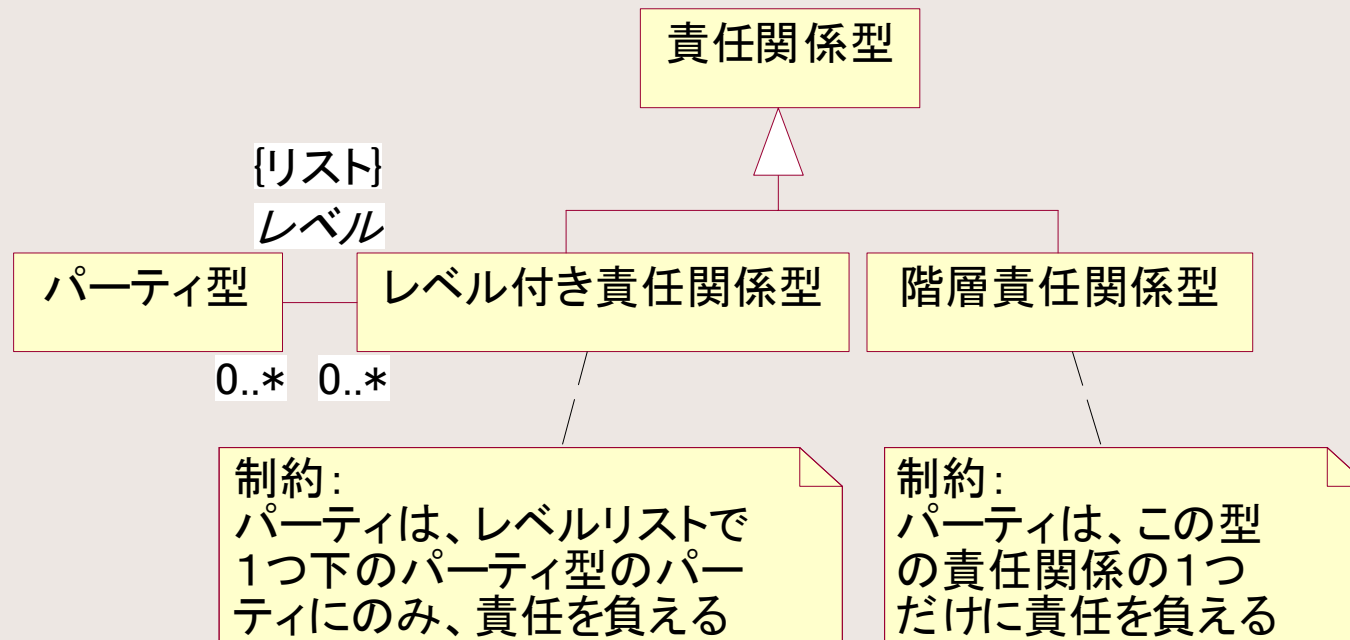 責任関係型
{リスト}
レベル
パーティ型
レベル付き責任関係型
階層責任関係型
0..* 0..*
制約:
パーティは、レベルリストで
1つ下のパーティ型のパー
ティにのみ、責任を負える
制約:
パーティは、この型
の責任関係の1つ
だけに責任を負える